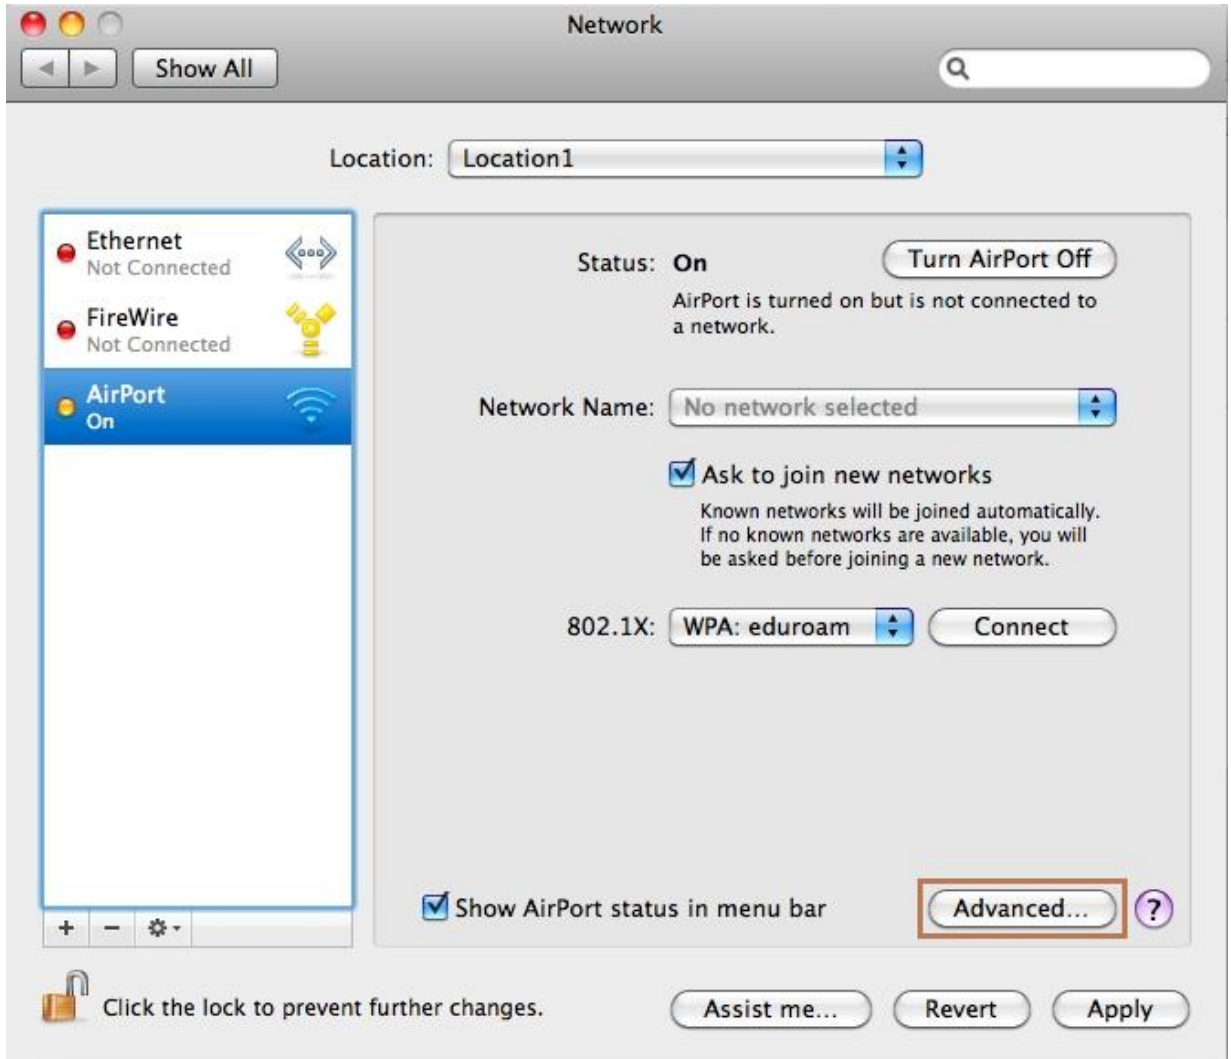 Network
Show All
Location: Location1
Ethernet
Not Connected
FireWire
Not Connected
AirPort
On
Status: On
Turn AirPort Off
AirPort is turned on but is not connected to
a network.
Network Name: No network selected
Ask to join new networks
Known networks will be joined automatically.
If no known networks are available, you will
be asked before joining a new network.
802.1X: WPA: eduroam Connect
Show AirPort status in menu bar Advanced... ?
Click the lock to prevent further changes. Assist me... Revert Apply